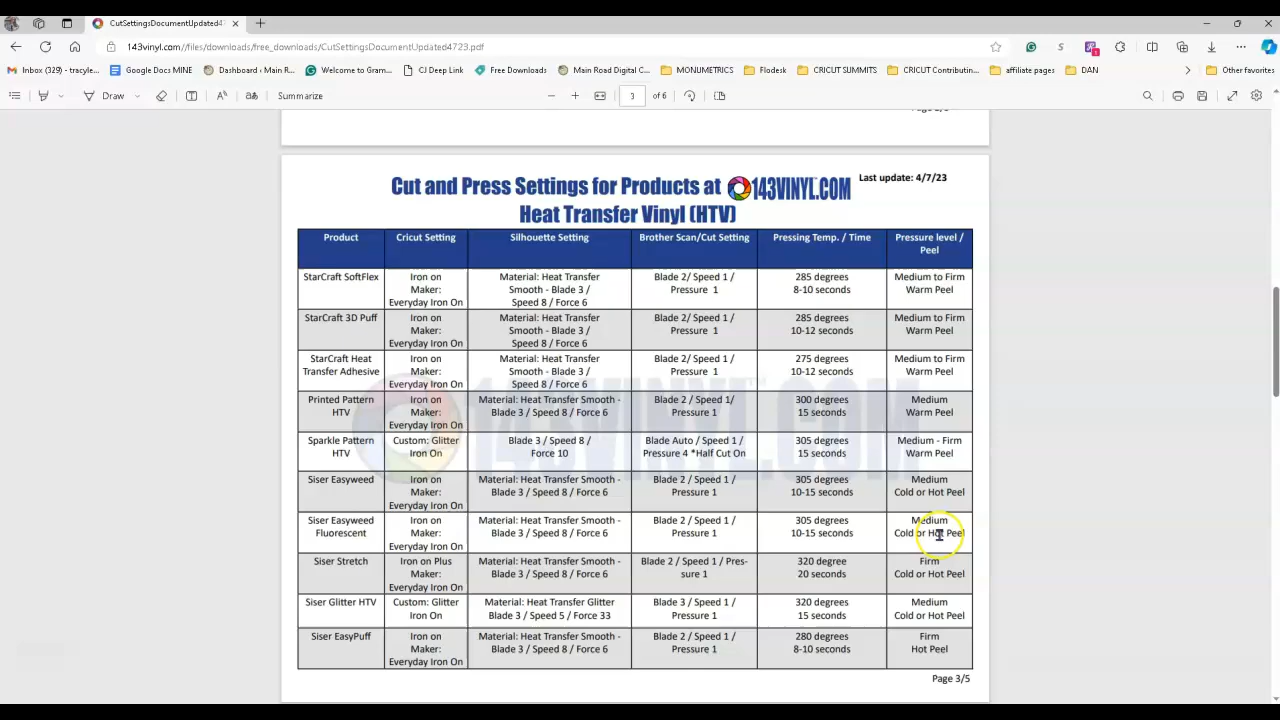 CutSettingsDocumentUpdated47
143vinyl.com//files/downloads/free_downloads/CutSettingsDocumentUpdated4723.pdf
Inbox (329) - tracyle...
Google Docs MINE
Dashboard ‹ Main R...
Welcome to Gram...
CJ Deep Link
Free Downloads
Main Road Digital C...
MONUMETRICS
Flodesk
CRICUT SUMMITS
CRICUT Contributin...
affiliate pages
DAN
Other favorites
Draw
Summarize
3 of 6
Cut and Press Settings for Products at 143VINYL.COM
Last update: 4/7/23
Heat Transfer Vinyl (HTV)
Product
Cricut Setting
Silhouette Setting
Brother Scan/Cut Setting
Pressing Temp. / Time
Pressure level /
Peel
StarCraft SoftFlex
Iron on
Maker:
Everyday Iron On
Material: Heat Transfer
Smooth - Blade 3 /
Speed 8 / Force 6
Blade 2/ Speed 1 /
Pressure 1
285 degrees
8-10 seconds
Medium to Firm
Warm Peel
StarCraft 3D Puff
Iron on
Maker:
Everyday Iron On
Material: Heat Transfer
Smooth - Blade 3 /
Speed 8 / Force 6
Blade 2/ Speed 1 /
Pressure 1
285 degrees
10-12 seconds
Medium to Firm
Warm Peel
StarCraft Heat
Transfer Adhesive
Iron on
Maker:
Everyday Iron On
Material: Heat Transfer
Smooth - Blade 3 /
Speed 8 / Force 6
Blade 2/ Speed 1 /
Pressure 1
275 degrees
10-12 seconds
Medium to Firm
Warm Peel
Printed Pattern
HTV
Iron on
Maker:
Everyday Iron On
Material: Heat Transfer Smooth -
Blade 3 / Speed 8 / Force 6
Blade 2 / Speed 1/
Pressure 1
300 degrees
15 seconds
Medium
Warm Peel
Sparkle Pattern
HTV
Custom: Glitter
Iron On
Blade 3 / Speed 8 /
Force 10
Blade Auto / Speed 1 /
Pressure 4 *Half Cut On
305 degrees
15 seconds
Medium - Firm
Warm Peel
Siser Easyweed
Iron on
Maker:
Everyday Iron On
Material: Heat Transfer Smooth -
Blade 3 / Speed 8 / Force 6
Blade 2 / Speed 1 /
Pressure 1
305 degrees
10-15 seconds
Medium
Cold or Hot Peel
Siser Easyweed
Fluorescent
Iron on
Maker:
Everyday Iron On
Material: Heat Transfer Smooth -
Blade 3 / Speed 8 / Force 6
Blade 2 / Speed 1 /
Pressure 1
305 degrees
10-15 seconds
Medium
Cold or Hot Peel
Siser Stretch
Iron on Plus
Maker:
Everyday Iron On
Material: Heat Transfer Smooth -
Blade 3 / Speed 8 / Force 6
Blade 2 / Speed 1 / Pres-
sure 1
320 degree
20 seconds
Firm
Cold or Hot Peel
Siser Glitter HTV
Custom: Glitter
Iron On
Material: Heat Transfer Glitter
Blade 3 / Speed 5 / Force 33
Blade 3 / Speed 1 /
Pressure 1
320 degrees
15 seconds
Medium
Cold or Hot Peel
Siser EasyPuff
Iron on
Maker:
Everyday Iron On
Material: Heat Transfer Smooth -
Blade 3 / Speed 8 / Force 6
Blade 2 / Speed 1 /
Pressure 1
280 degrees
8-10 seconds
Firm
Hot Peel
143VINYL.COM
Page 3/5